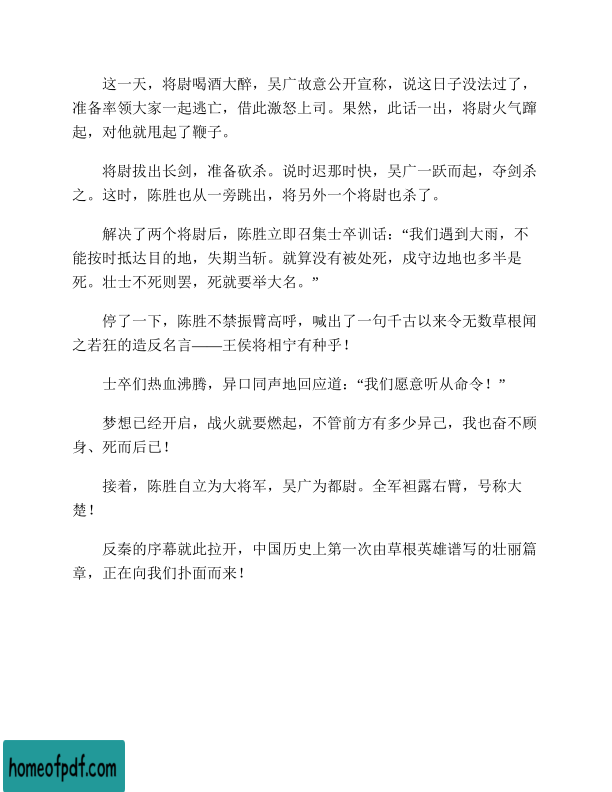 这一天，将尉喝酒大醉，吴广故意公开宣称，说这日子没法过了，
准备率领大家一起逃亡，借此激怒上司。果然，此话一出，将尉火气蹿
起，对他就甩起了鞭子。
将尉拔出长剑，准备砍杀。说时迟那时快，吴广一跃而起，夺剑杀
之。这时，陈胜也从一旁跳出，将另外一个将尉也杀了。
解决了两个将尉后，陈胜立即召集士卒训话：“我们遇到大雨，不
能按时抵达目的地，失期当斩。就算没有被处死，戍守边地也多半是
死。壮士不死则罢，死就要举大名。”
停了一下，陈胜不禁振臂高呼，喊出了一句千古以来令无数草根闻
之若狂的造反名言——王侯将相宁有种乎！
士卒们热血沸腾，异口同声地回应道：“我们愿意听从命令！”
梦想已经开启，战火就要燃起，不管前方有多少异己，我也奋不顾
身、死而后已！
接着，陈胜自立为大将军，吴广为都尉。全军袒露右臂，号称大
楚！
反秦的序幕就此拉开，中国历史上第一次由草根英雄谱写的壮丽篇
章，正在向我们扑面而来！
homeofpdf.com